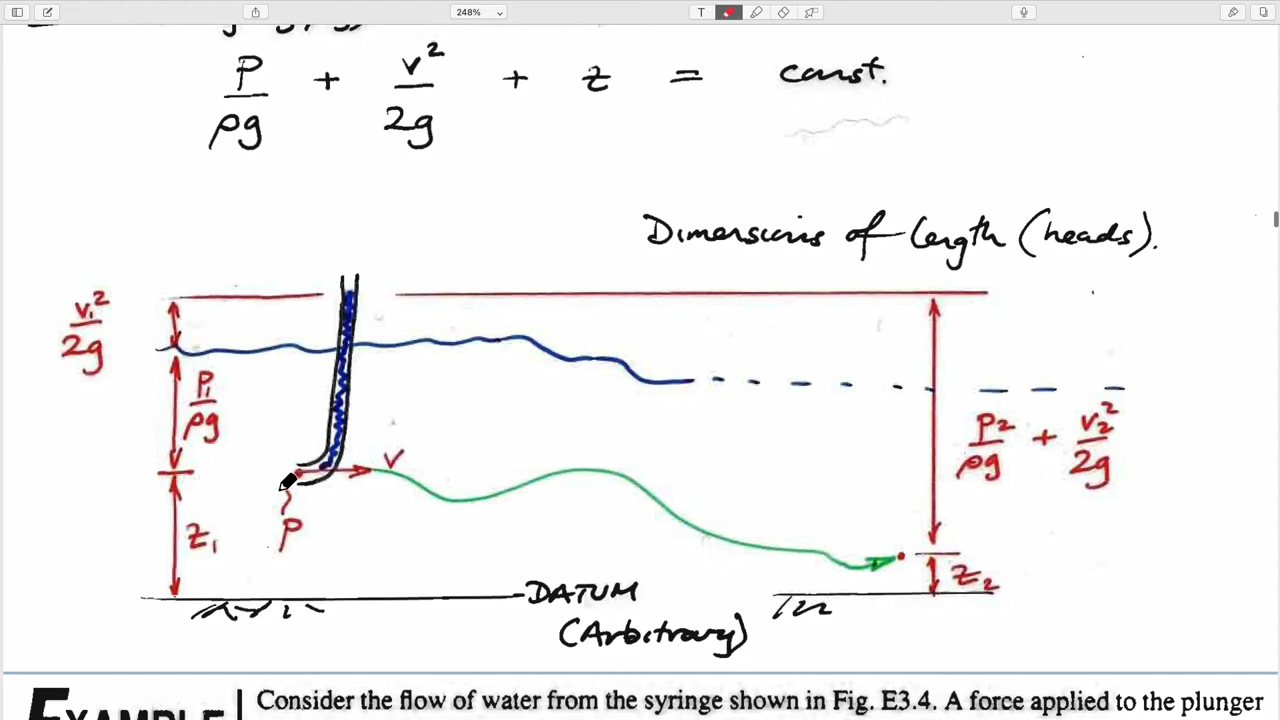 248%
T
P/ρg + v²/2g + z = const.
Dimensions of length (heads).
v₁²/2g
P₁/ρg
V
P₂/ρg + v₂²/2g
P
z₁
z₂
DATUM
(Arbitrary)
EXAMPLE
Consider the flow of water from the syringe shown in Fig. E3.4. A force applied to the plunger